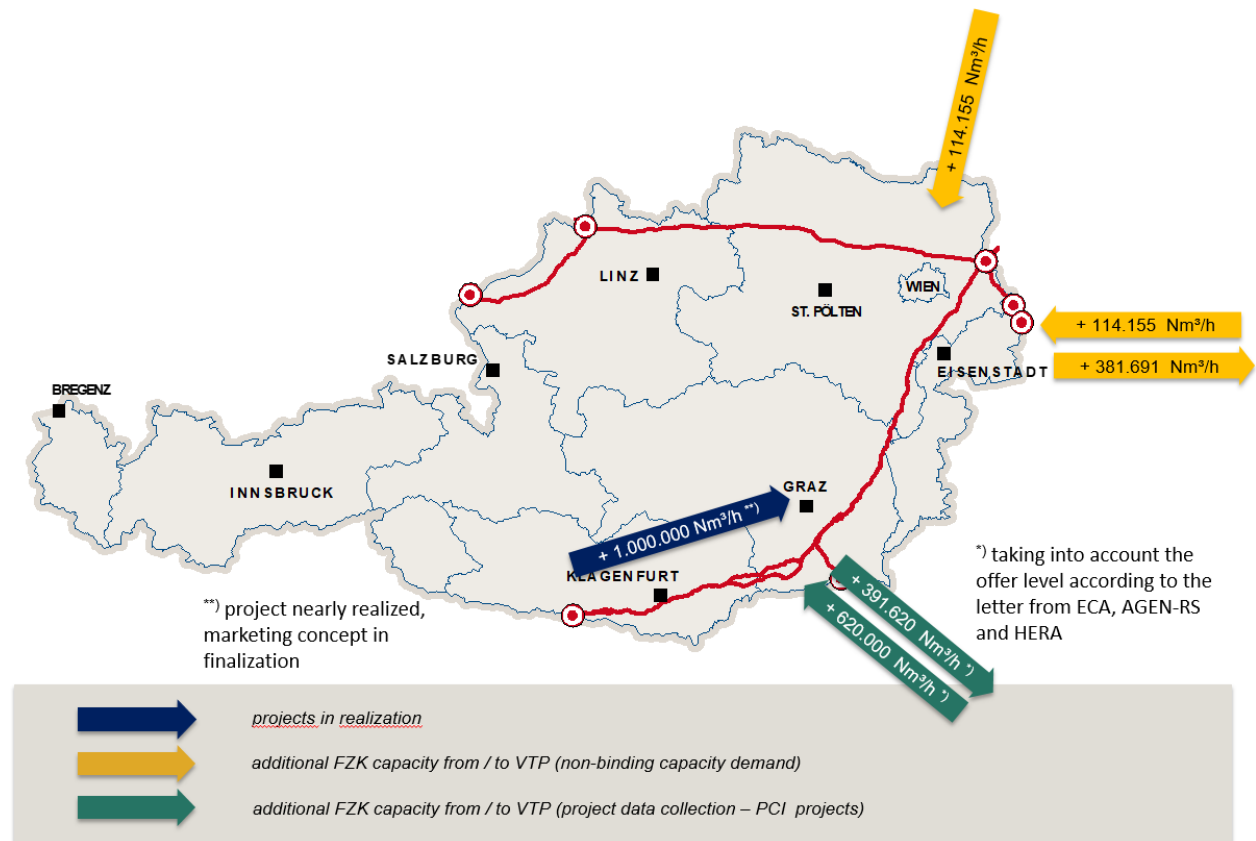 + 114.155 Nm³/h
LINZ
WIEN
ST. PÖLTEN
+ 114.155 Nm³/h
SALZBURG
EISENSTADT
+ 381.691 Nm³/h
BREGENZ
INNSBRUCK
GRAZ
+ 1.000.000 Nm³/h **)
KLAGENFURT
+ 391.620 Nm³/h *)
+ 620.000 Nm³/h *)
*) taking into account the
offer level according to the
letter from ECA, AGEN-RS
and HERA
**) project nearly realized,
marketing concept in
finalization
projects in realization
additional FZK capacity from / to VTP (non-binding capacity demand)
additional FZK capacity from / to VTP (project data collection – PCI projects)